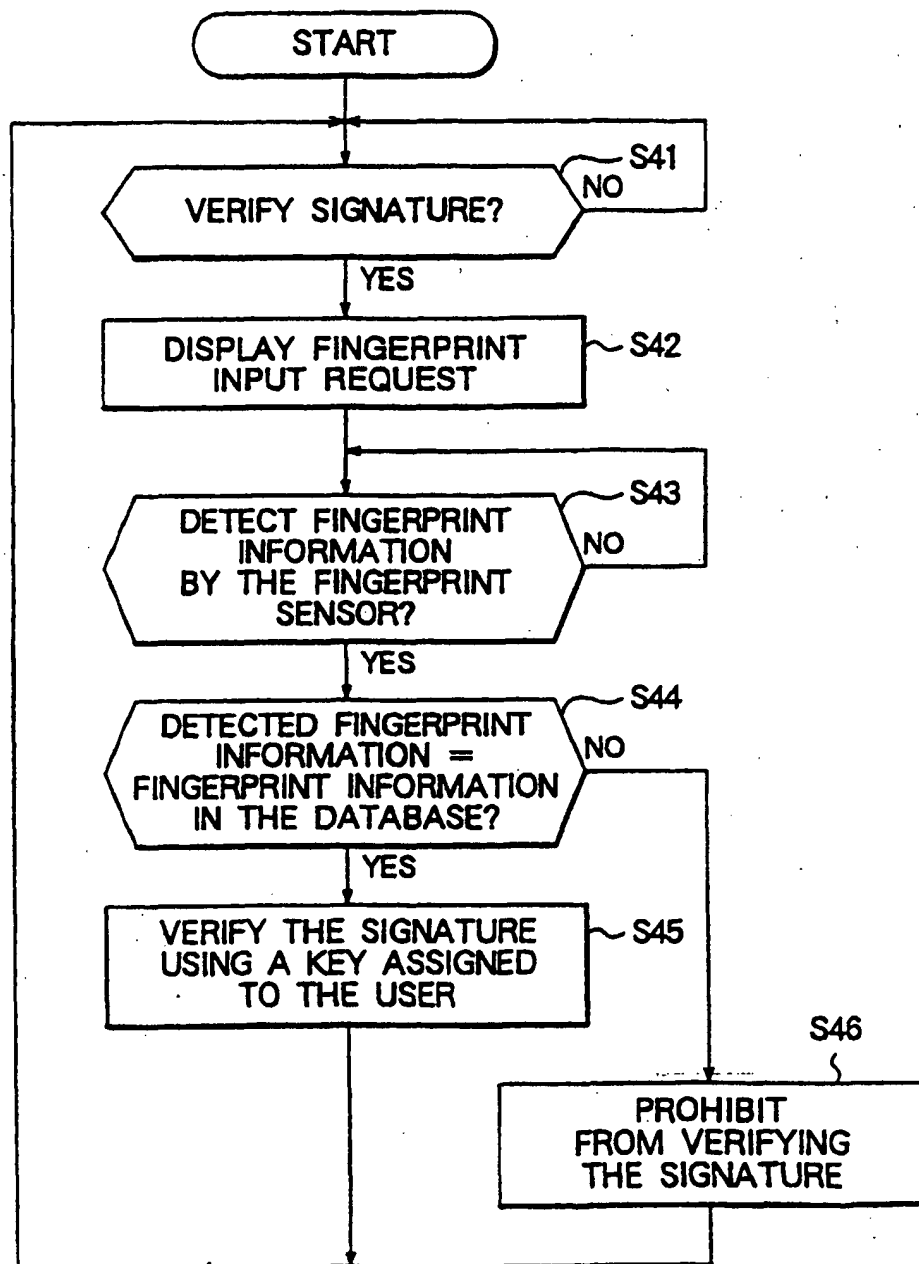 START
S41
NO
VERIFY SIGNATURE?
YES
DISPLAY FINGERPRINT
INPUT REQUEST
S42
S43
DETECT FINGERPRINT
INFORMATION
BY THE FINGERPRINT
SENSOR?
NO
YES
S44
DETECTED FINGERPRINT
INFORMATION =
FINGERPRINT INFORMATION
IN THE DATABASE?
NO
YES
VERIFY THE SIGNATURE
USING A KEY ASSIGNED
TO THE USER
S45
S46
PROHIBIT
FROM VERIFYING
THE SIGNATURE